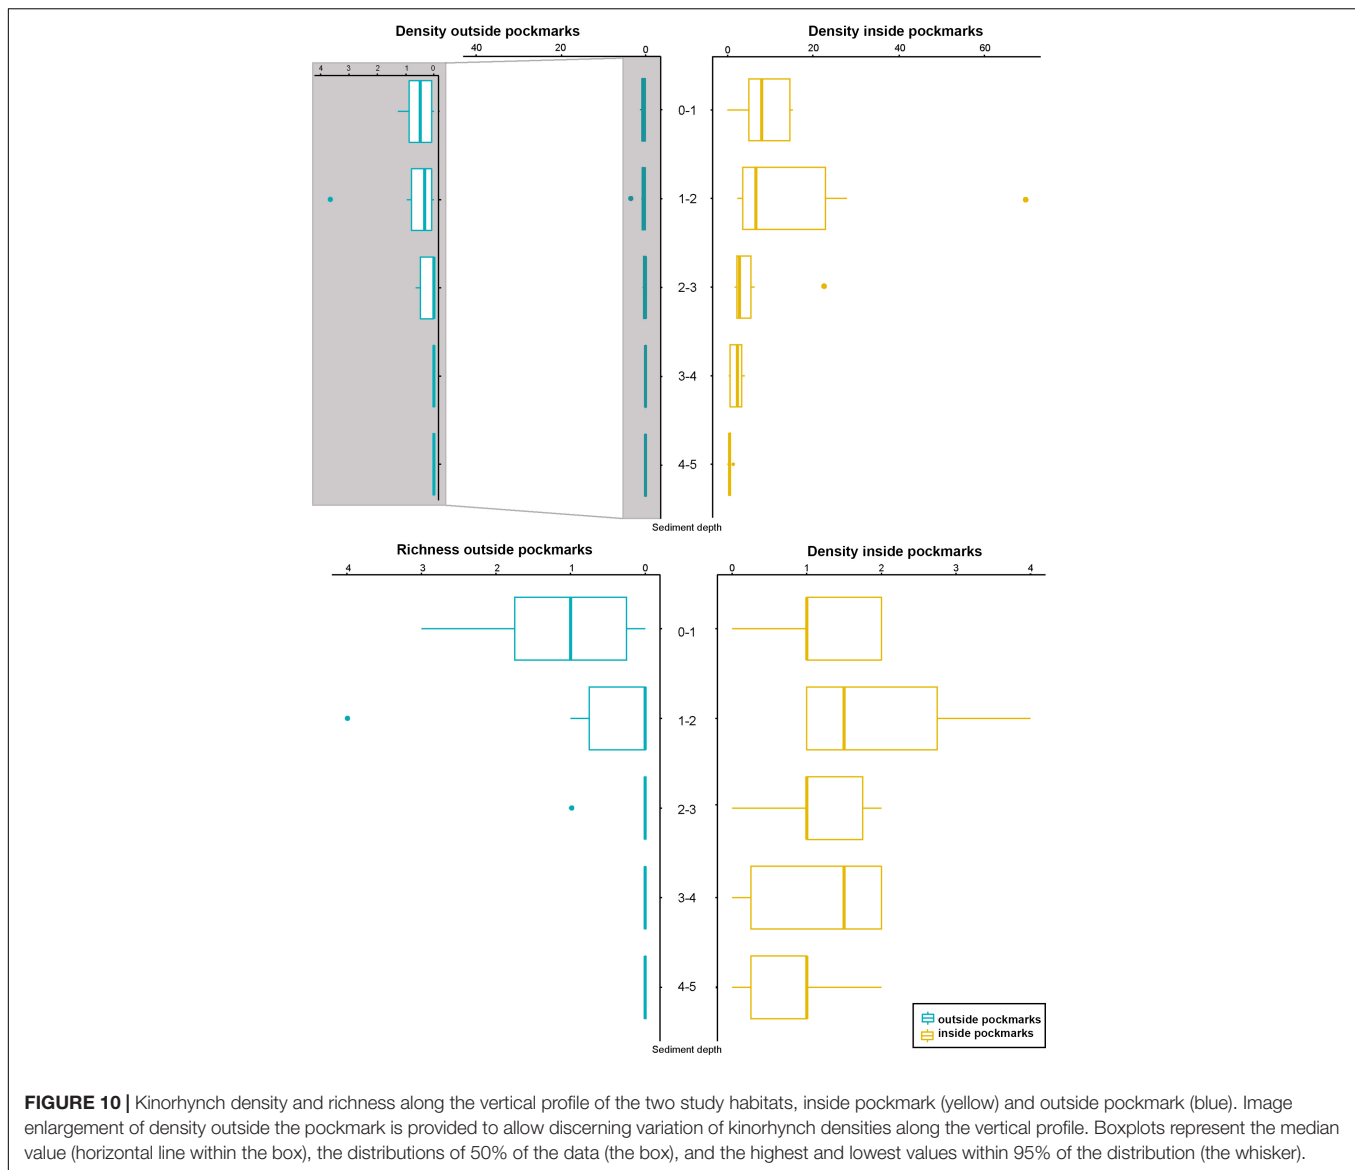 Density outside pockmarks
Density inside pockmarks
40 20 0
0 20 40 60
4 3 2 1 0
0-1
1-2
2-3
3-4
4-5
Sediment depth
Richness outside pockmarks
Density inside pockmarks
4 3 2 1 0
0 1 2 3 4
0-1
1-2
2-3
3-4
4-5
outside pockmarks
inside pockmarks
Sediment depth
FIGURE 10 | Kinorhynch density and richness along the vertical profile of the two study habitats, inside pockmark (yellow) and outside pockmark (blue). Image
enlargement of density outside the pockmark is provided to allow discerning variation of kinorhynch densities along the vertical profile. Boxplots represent the median
value (horizontal line within the box), the distributions of 50% of the data (the box), and the highest and lowest values within 95% of the distribution (the whisker).